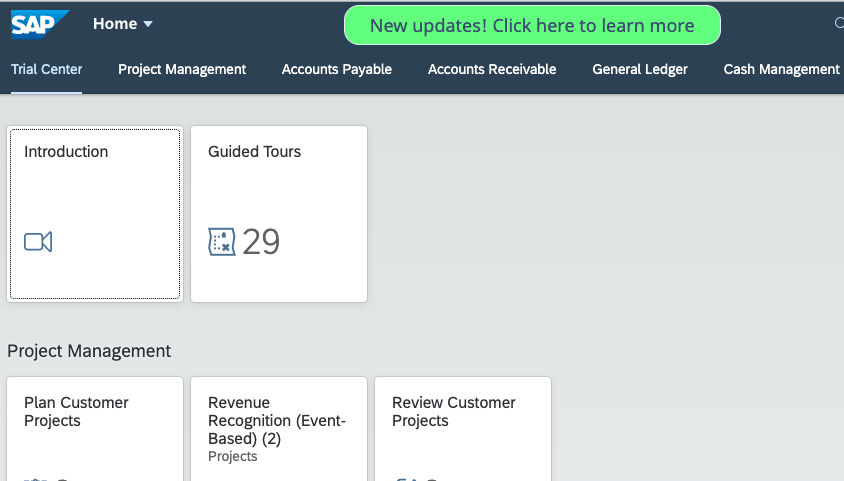 SAP
Home
New updates! Click here to learn more
Trial Center
Project Management
Accounts Payable
Accounts Receivable
General Ledger
Cash Management
Introduction
Guided Tours
29
Project Management
Plan Customer
Projects
Revenue
Recognition (Event-
Based) (2)
Projects
Review Customer
Projects